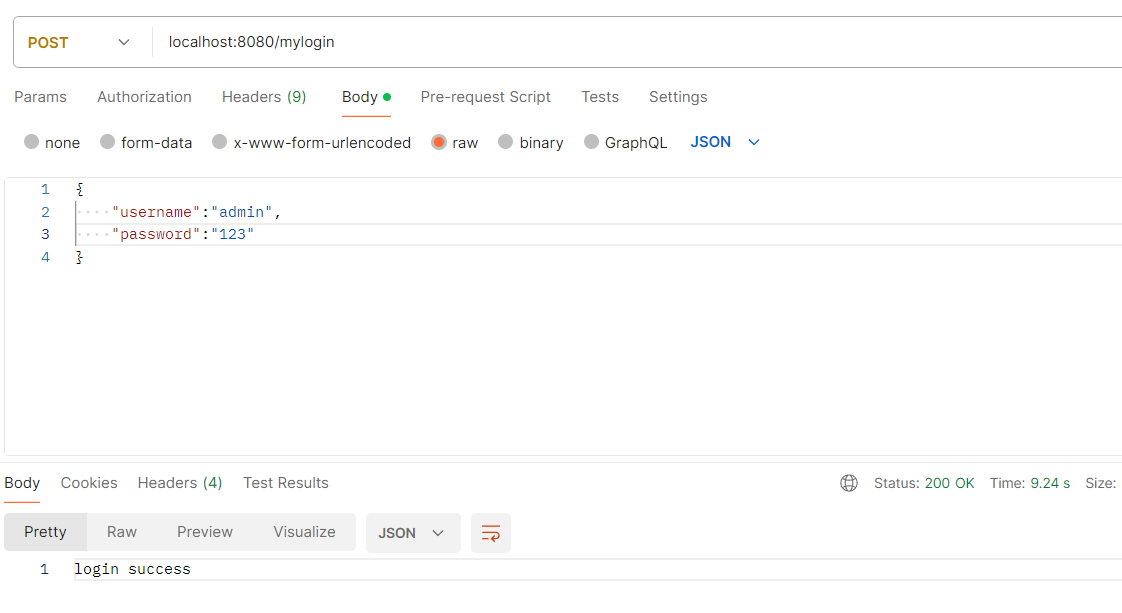 POST localhost:8080/mylogin
Params Authorization Headers (9) Body Pre-request Script Tests Settings
none form-data x-www-form-urlencoded raw binary GraphQL JSON
1 {
2 ····"username":"admin",
3 ····"password":"123"
4 }
Body Cookies Headers (4) Test Results Status: 200 OK Time: 9.24 s Size:
Pretty Raw Preview Visualize JSON
1 login success